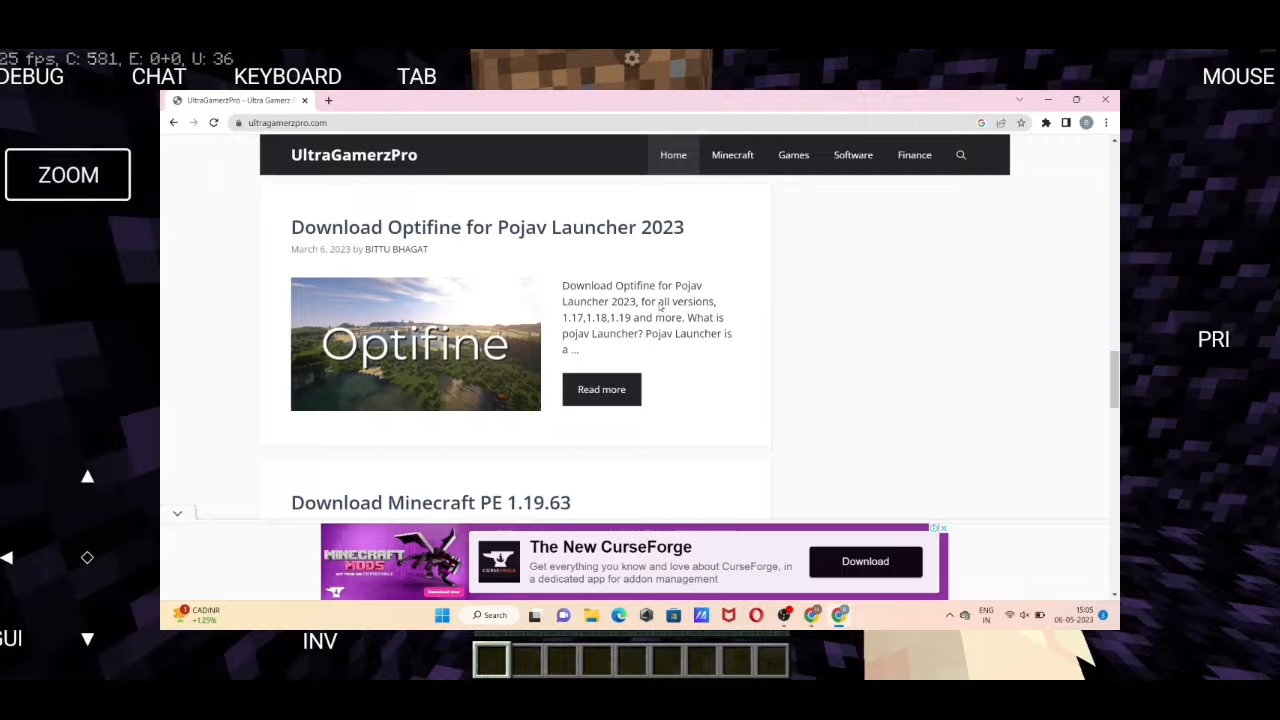 25 fps, C: 581, E: 0+0, U: 36
DEBUG
CHAT
KEYBOARD
TAB
MOUSE
UltraGamerzPro - Ultra Gamerz
ultragamerzpro.com
ZOOM
UltraGamerzPro
Home
Minecraft
Games
Software
Finance
Download Optifine for Pojav Launcher 2023
March 6, 2023 by BITTU BHAGAT
Optifine
Download Optifine for Pojav
Launcher 2023, for all versions,
1.17,1.18,1.19 and more. What is
pojav Launcher? Pojav Launcher is
a ...
Read more
PRI
Download Minecraft PE 1.19.63
MINECRAFT
MODS
CURSEFORGE
The New CurseForge
Get everything you know and love about CurseForge, in
a dedicated app for addon management
Download
CADINR
+1.25%
Search
ENG
IN
15:05
06-05-2023
GUI
INV